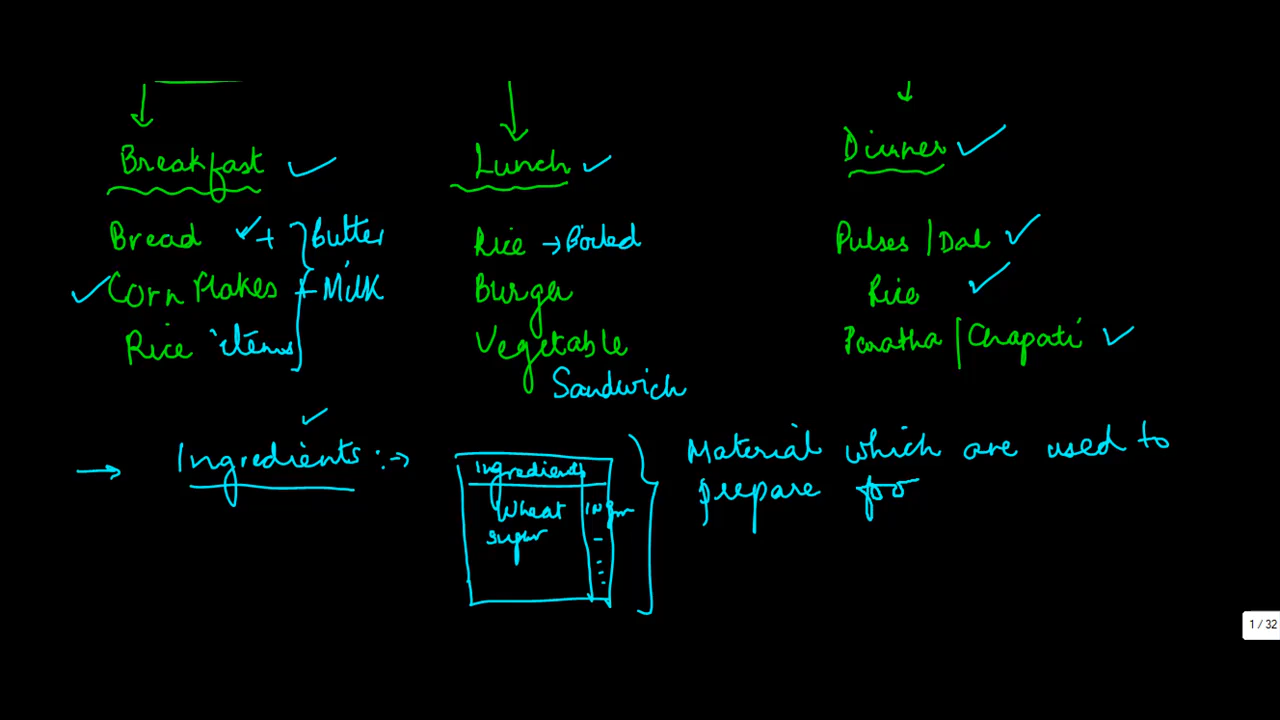 Breakfast
Bread + Butter
Corn Flakes + Milk
Rice items
Lunch
Rice → Boiled
Burger
Vegetable
Sandwich
Dinner
Pulses / Dal
Rice
Paratha / Chapati
→ Ingredients :→
Ingredients
Wheat
sugar
Material which are used to
prepare foo
1 / 32